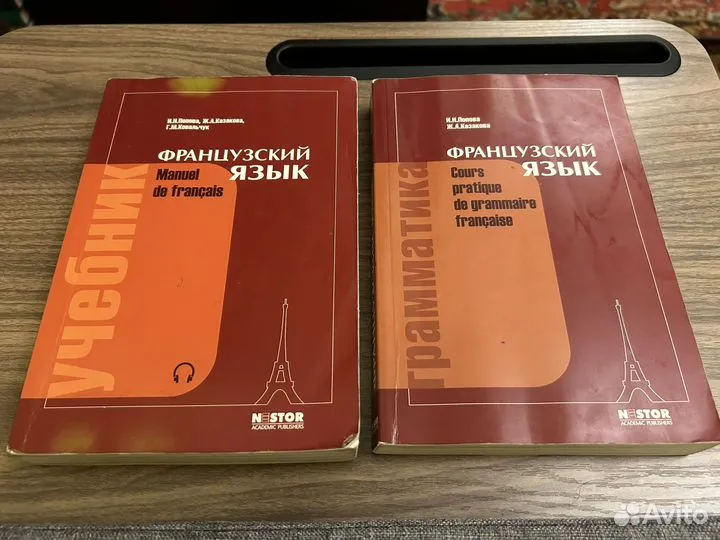 И.Н.Попова, Ж.А.Казакова,
Г.М.Ковальчук
ФРАНЦУЗСКИЙ
ЯЗЫК
Manuel
de français
учебник
NESTOR
ACADEMIC PUBLISHERS
И.Н.Попова
Ж.А.Казакова
ФРАНЦУЗСКИЙ
ЯЗЫК
Cours
pratique
de grammaire
française
грамматика
NESTOR
ACADEMIC PUBLISHERS
Avito